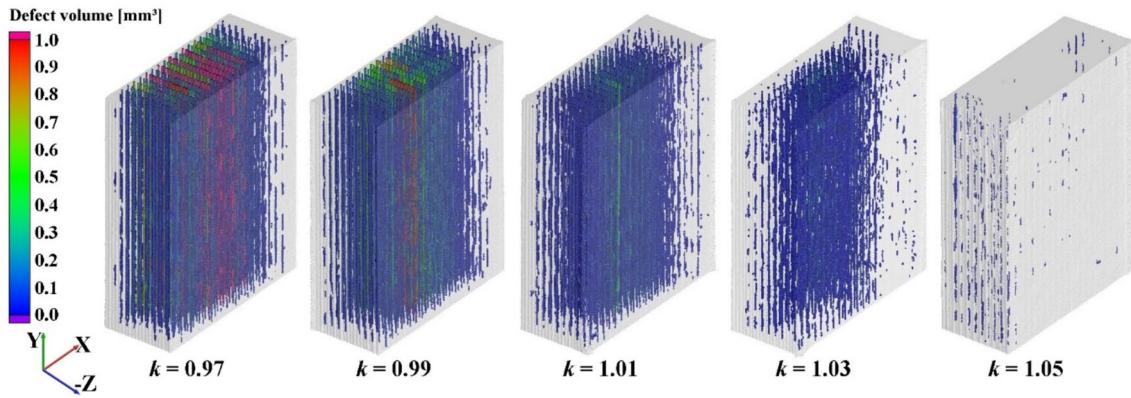 Defect volume [mm³]
1.0
0.9
0.8
0.7
0.6
0.5
0.4
0.3
0.2
0.1
0.0
Y
X
-Z
k = 0.97
k = 0.99
k = 1.01
k = 1.03
k = 1.05